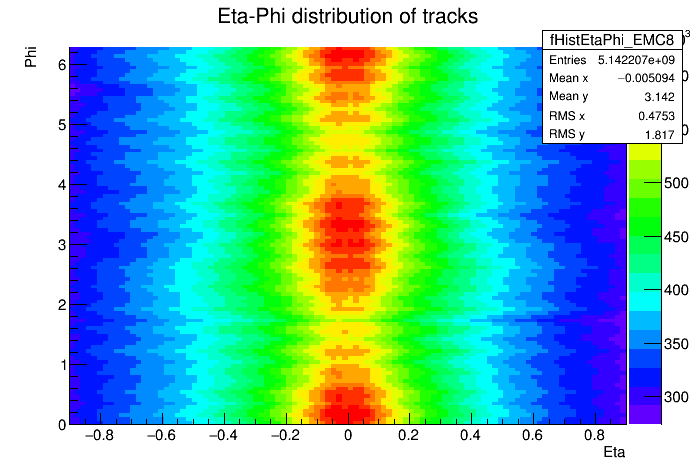 Eta-Phi distribution of tracks
fHistEtaPhi_EMC8
Entries 5.142207e+09
Mean x −0.005094
Mean y 3.142
RMS x 0.4753
RMS y 1.817
Phi
6
5
4
3
2
1
0
−0.8 −0.6 −0.4 −0.2 0 0.2 0.4 0.6 0.8
Eta
3
500
450
400
350
300